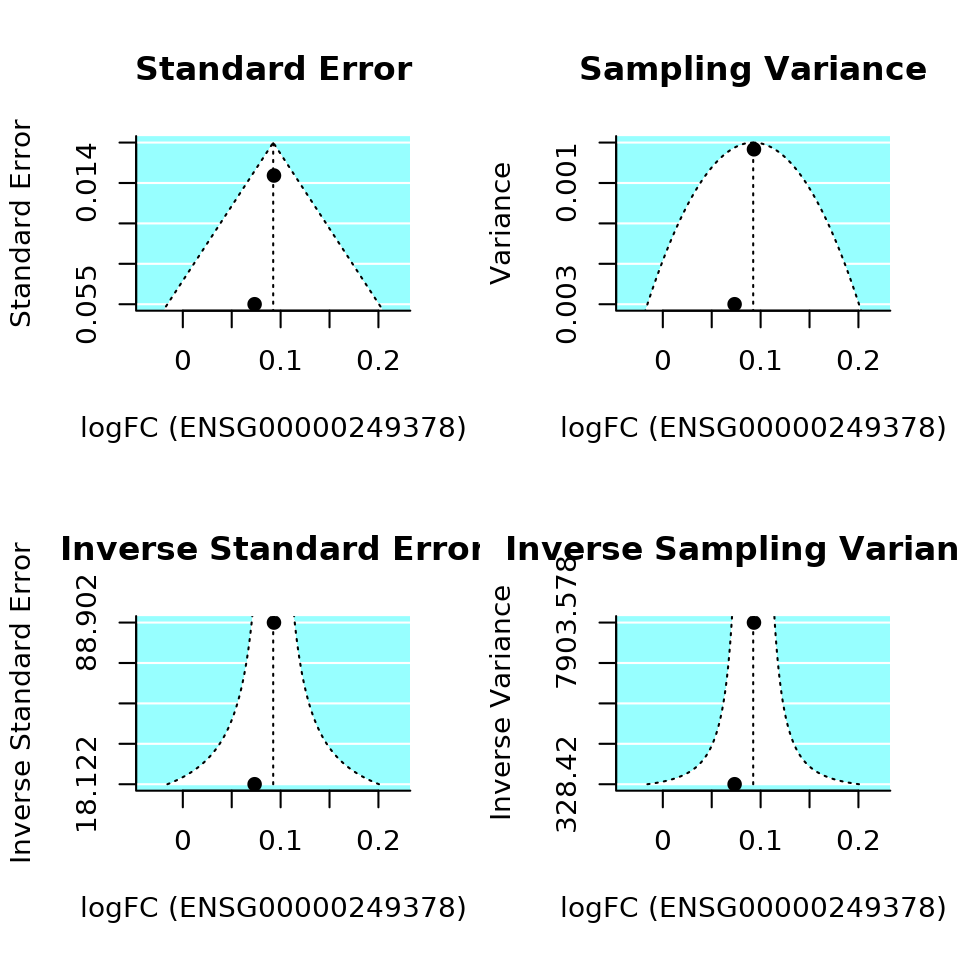 Standard Error
Standard Error
0.014
0.055
0 0.1 0.2
logFC (ENSG00000249378)
Sampling Variance
Variance
0.001
0.003
0 0.1 0.2
logFC (ENSG00000249378)
Inverse Standard Error
Inverse Standard Error
88.902
18.122
0 0.1 0.2
logFC (ENSG00000249378)
Inverse Sampling Varian
Inverse Variance
7903.578
328.42
0 0.1 0.2
logFC (ENSG00000249378)